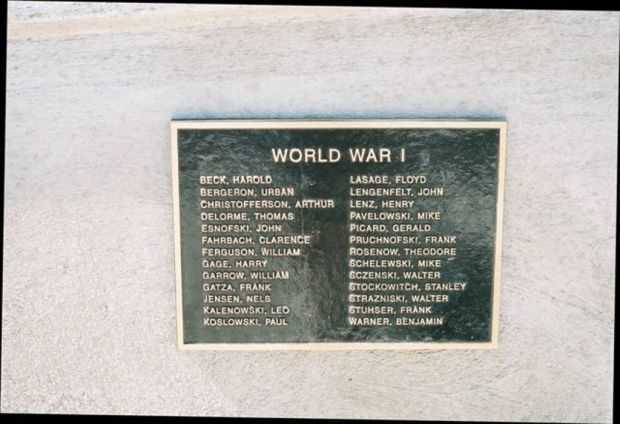 WORLD WAR I
BECK, HAROLD
BERGERON, URBAN
CHRISTOFFERSON, ARTHUR
DELORME, THOMAS
ESNOFSKI, JOHN
FAHRBACH, CLARENCE
FERGUSON, WILLIAM
GAGE, HARRY
GARROW, WILLIAM
GATZA, FRANK
JENSEN, NELS
KALENOWSKI, LEO
KOSLOWSKI, PAUL
LASAGE, FLOYD
LENGENFELT, JOHN
LENZ, HENRY
PAVELOWSKI, MIKE
PICARD, GERALD
PRUCHNOFSKI, FRANK
ROSENOW, THEODORE
SCHELEWSKI, MIKE
SCZENSKI, WALTER
STOCKOWITCH, STANLEY
STRAZNISKI, WALTER
STUHSER, FRANK
WARNER, BENJAMIN